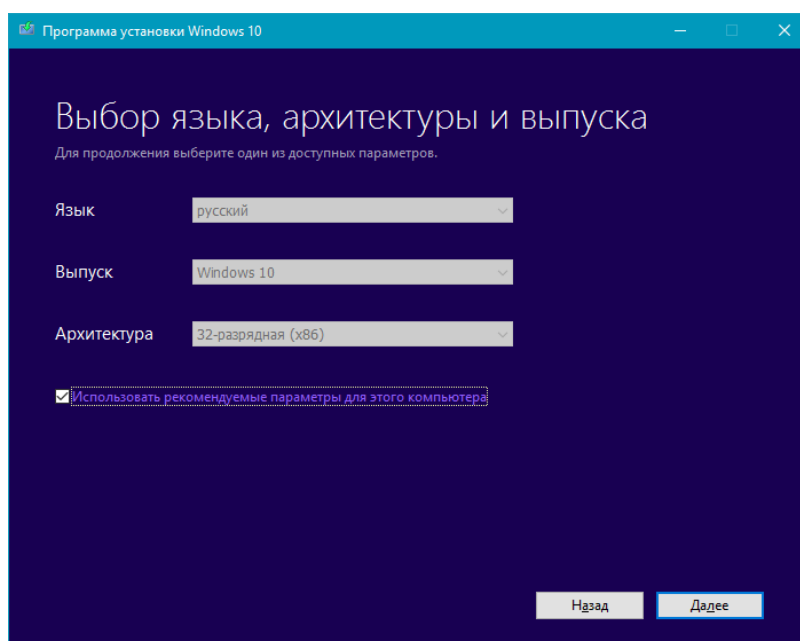 Программа установки Windows 10
Выбор языка, архитектуры и выпуска
Для продолжения выберите один из доступных параметров.
Язык русский
Выпуск Windows 10
Архитектура 32-разрядная (x86)
Использовать рекомендуемые параметры для этого компьютера
Назад Далее